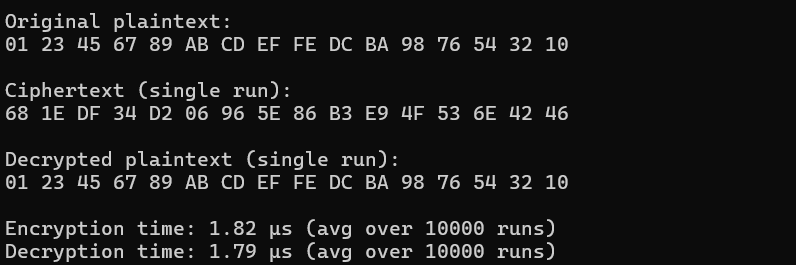 Original plaintext:
01 23 45 67 89 AB CD EF FE DC BA 98 76 54 32 10
Ciphertext (single run):
68 1E DF 34 D2 06 96 5E 86 B3 E9 4F 53 6E 42 46
Decrypted plaintext (single run):
01 23 45 67 89 AB CD EF FE DC BA 98 76 54 32 10
Encryption time: 1.82 µs (avg over 10000 runs)
Decryption time: 1.79 µs (avg over 10000 runs)